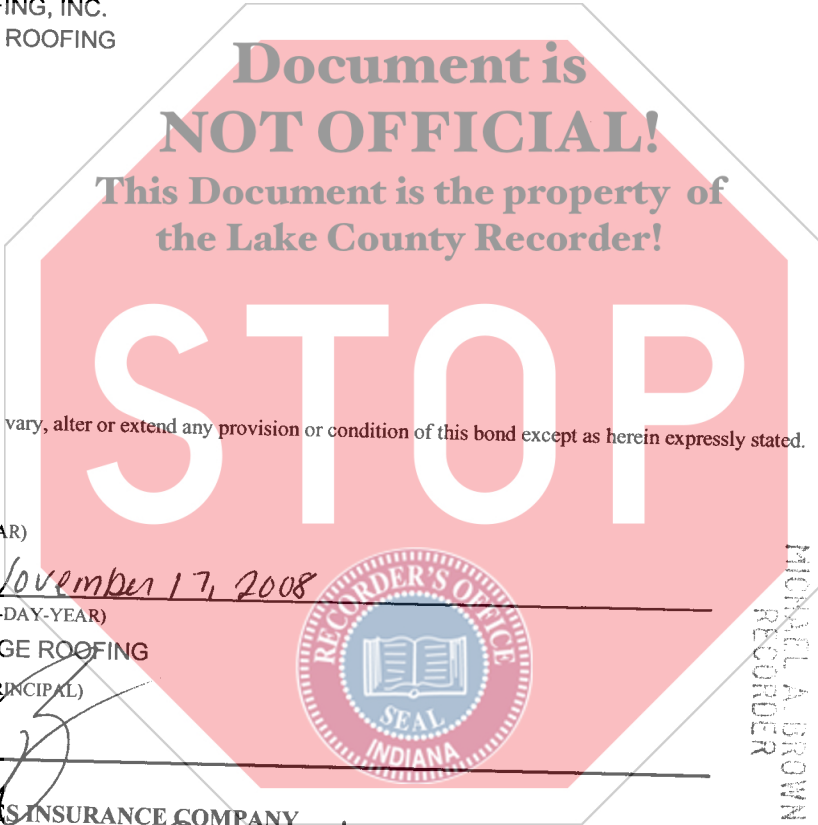 FING, INC.
ROOFING
Document is
NOT OFFICIAL!
This Document is the property of
the Lake County Recorder!
STOP
vary, alter or extend any provision or condition of this bond except as herein expressly stated.
AR)
November 17, 2008
-DAY-YEAR)
GE ROOFING
RINCIPAL)
RECORDER'S OFFICE
SEAL
INDIANA
MICHAEL A. BROWN
RECORDER
S INSURANCE COMPANY